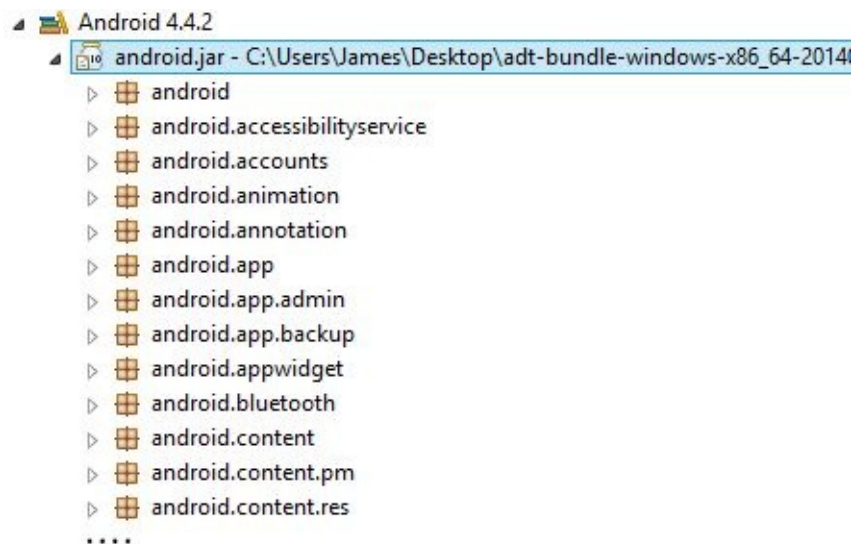 Android 4.4.2
android.jar - C:\Users\James\Desktop\adt-bundle-windows-x86_64-20140
android
android.accessibilityservice
android.accounts
android.animation
android.annotation
android.app
android.app.admin
android.app.backup
android.appwidget
android.bluetooth
android.content
android.content.pm
android.content.res
....